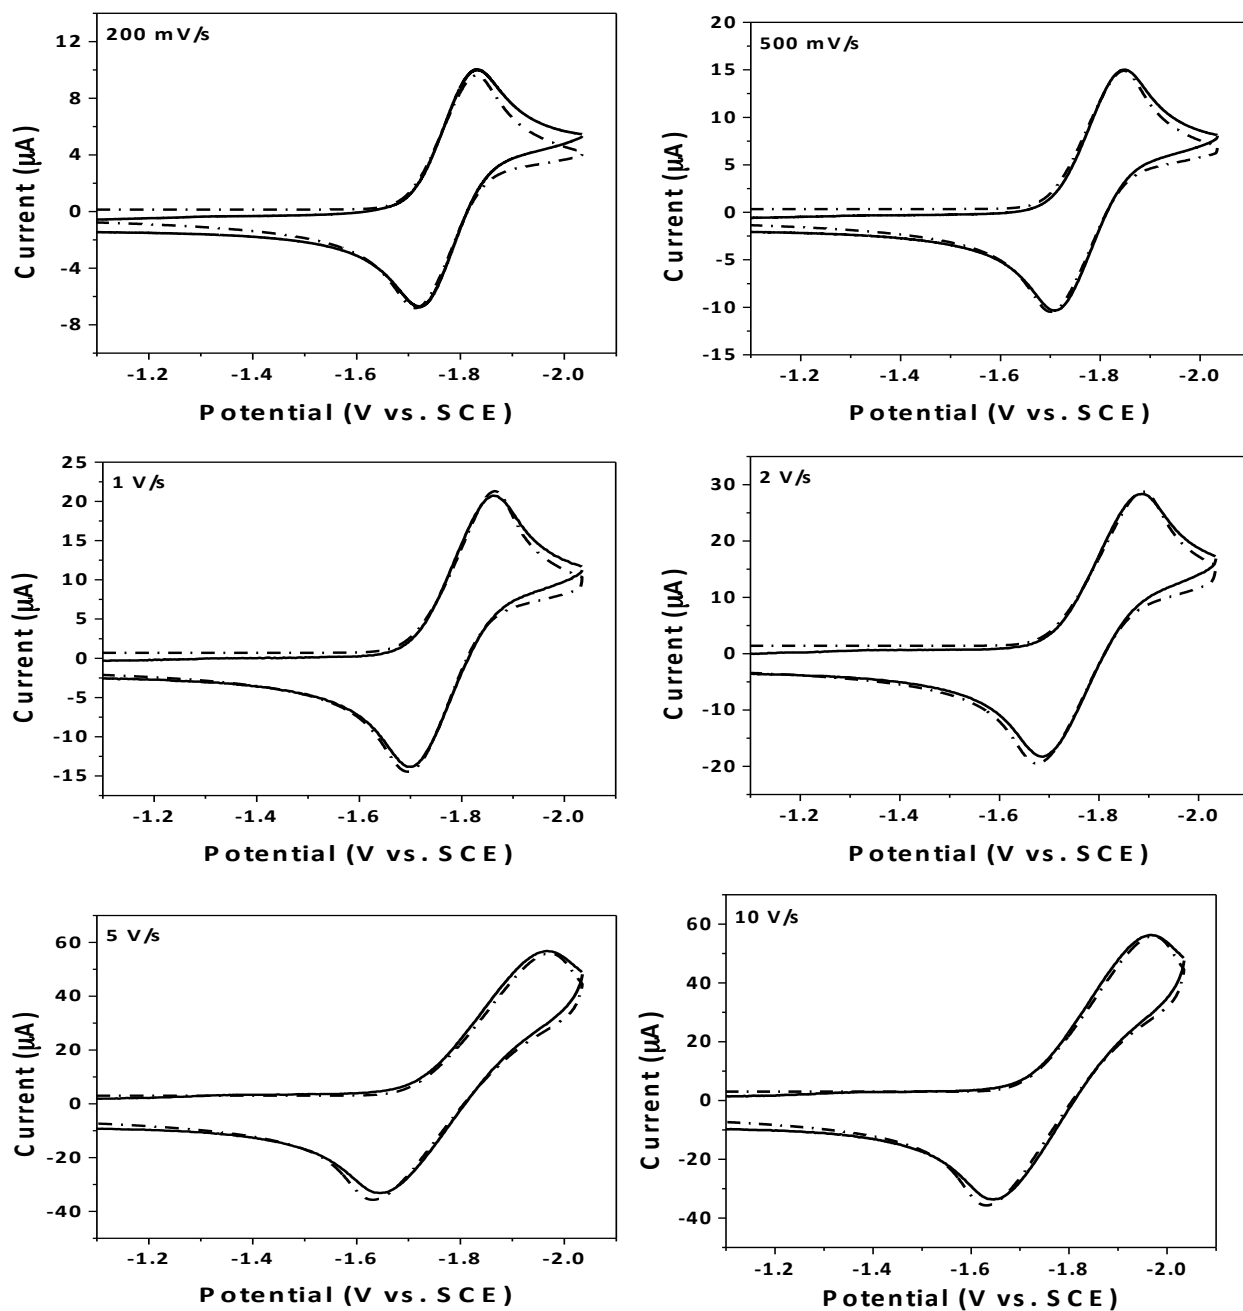 200 mV/s
Current (µA)
12
8
4
0
-4
-8
-1.2 -1.4 -1.6 -1.8 -2.0
Potential (V vs. SCE)
500 mV/s
Current (µA)
20
15
10
5
0
-5
-10
-15
-1.2 -1.4 -1.6 -1.8 -2.0
Potential (V vs. SCE)
1 V/s
Current (µA)
25
20
15
10
5
0
-5
-10
-15
-1.2 -1.4 -1.6 -1.8 -2.0
Potential (V vs. SCE)
2 V/s
Current (µA)
30
20
10
0
-10
-20
-1.2 -1.4 -1.6 -1.8 -2.0
Potential (V vs. SCE)
5 V/s
Current (µA)
60
40
20
0
-20
-40
-1.2 -1.4 -1.6 -1.8 -2.0
Potential (V vs. SCE)
10 V/s
Current (µA)
60
40
20
0
-20
-40
-1.2 -1.4 -1.6 -1.8 -2.0
Potential (V vs. SCE)